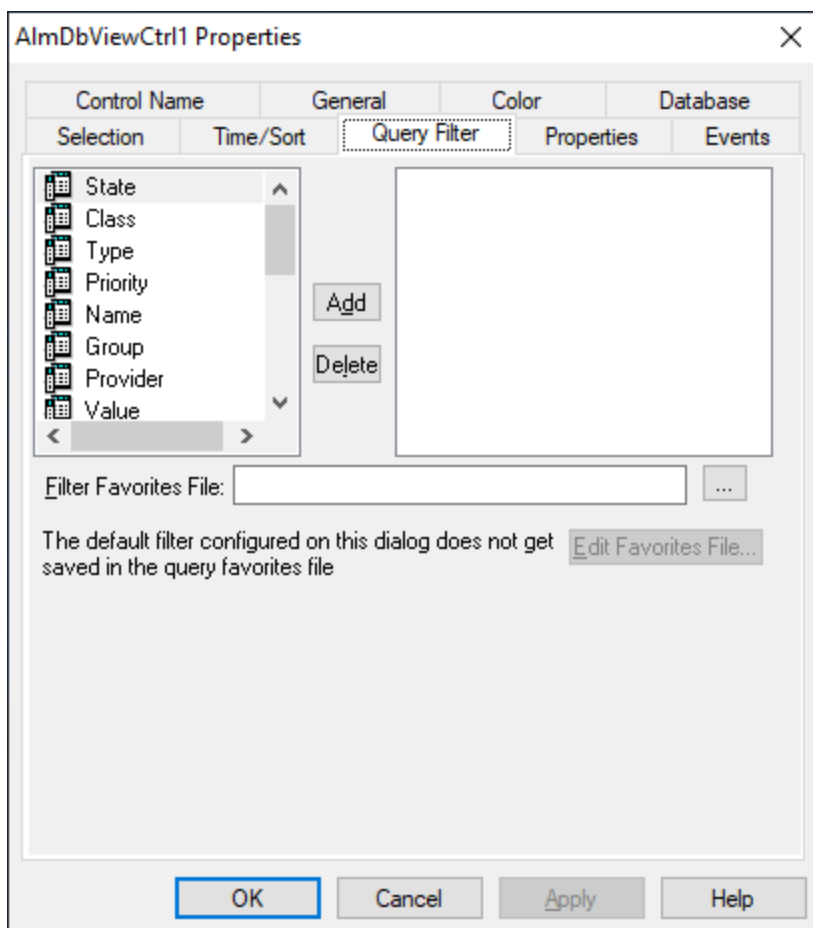 AlmDbViewCtrl1 Properties
Control Name General Color Database
Selection Time/Sort Query Filter Properties Events
State
Class
Type
Priority
Name
Group
Provider
Value
Add
Delete
Filter Favorites File:
...
The default filter configured on this dialog does not get
saved in the query favorites file
Edit Favorites File...
OK Cancel Apply Help